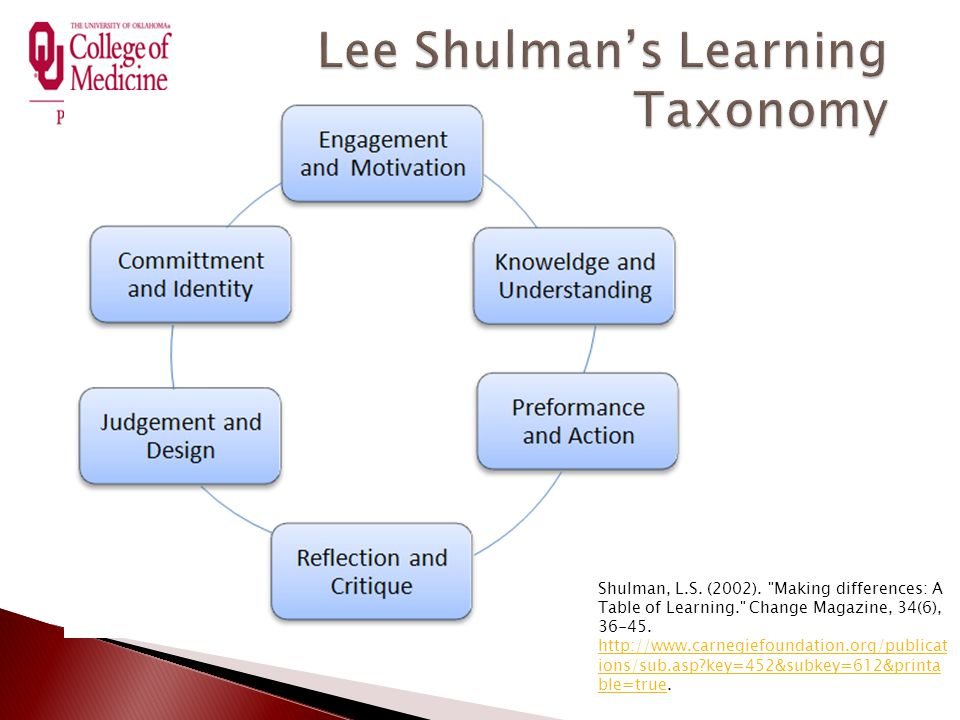 THE UNIVERSITY OF OKLAHOMA
College of
Medicine
P
Lee Shulman’s Learning
Taxonomy
Engagement
and Motivation
Committment
and Identity
Knoweldge and
Understanding
Judgement and
Design
Preformance
and Action
Reflection and
Critique
Shulman, L.S. (2002). "Making differences: A
Table of Learning." Change Magazine, 34(6),
36-45.
http://www.carnegiefoundation.org/publicat
ions/sub.asp?key=452&subkey=612&printa
ble=true.